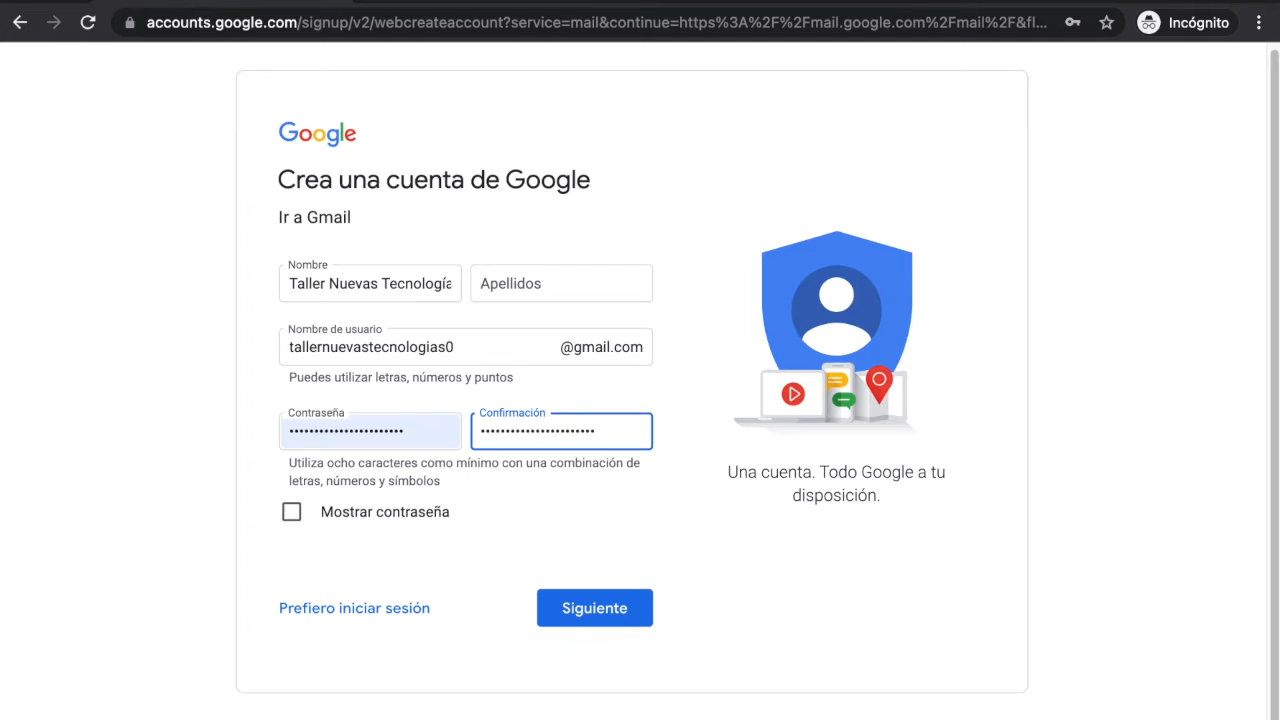 accounts.google.com/signup/v2/webcreateaccount?service=mail&continue=https%3A%2F%2Fmail.google.com%2Fmail%2F&fl...
Incógnito
Google
Crea una cuenta de Google
Ir a Gmail
Nombre
Taller Nuevas Tecnología
Apellidos
Nombre de usuario
tallernuevastecnologias0
@gmail.com
Puedes utilizar letras, números y puntos
Contraseña
Confirmación
Utiliza ocho caracteres como mínimo con una combinación de
letras, números y símbolos
Mostrar contraseña
Prefiero iniciar sesión
Siguiente
Una cuenta. Todo Google a tu
disposición.